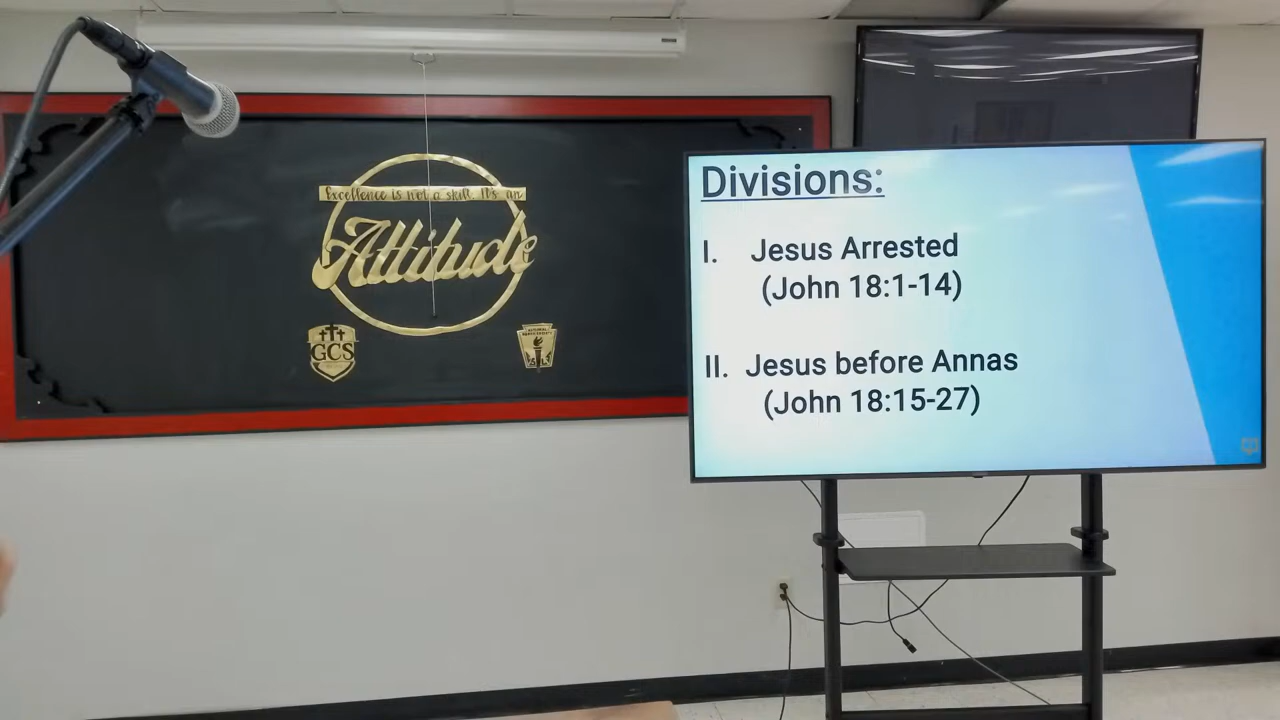 Excellence is not a skill. It's an
Attitude
GCS
Divisions:
I. Jesus Arrested
(John 18:1-14)
II. Jesus before Annas
(John 18:15-27)